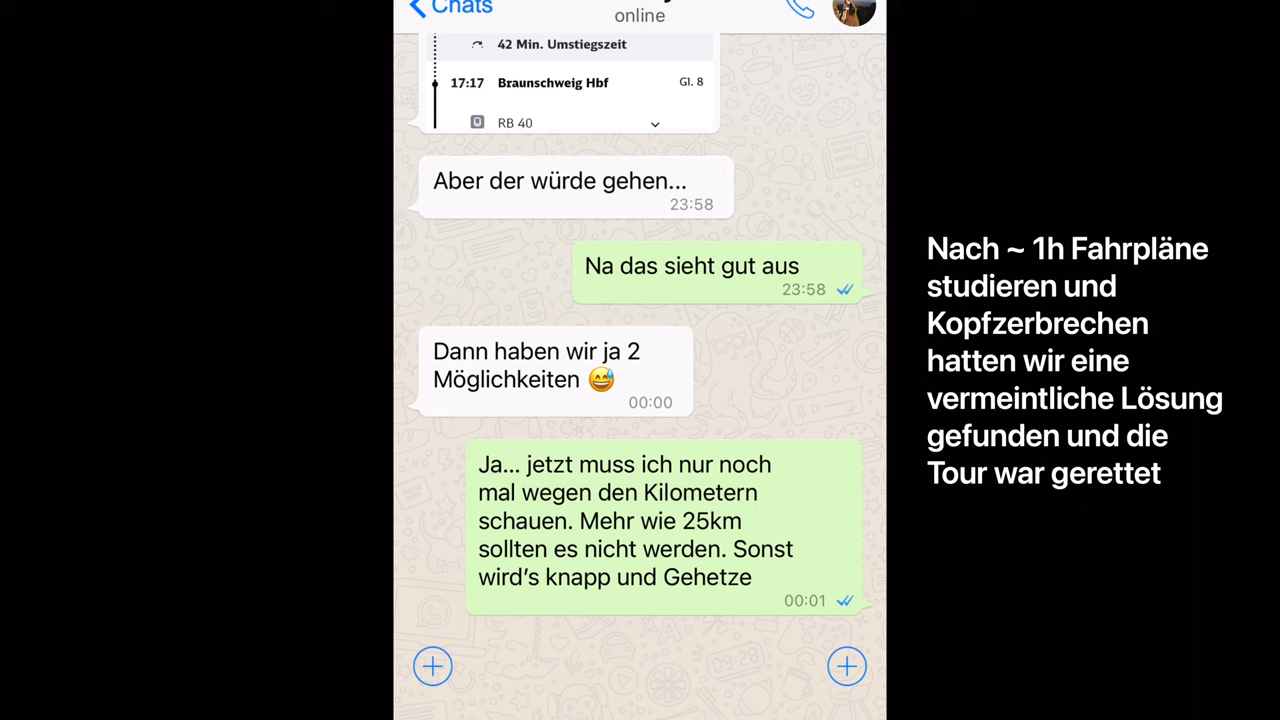 Chats
online
42 Min. Umstiegszeit
17:17 Braunschweig Hbf Gl. 8
RB 40
Aber der würde gehen...
23:58
Na das sieht gut aus
23:58
Dann haben wir ja 2
Möglichkeiten 😅
00:00
Ja... jetzt muss ich nur noch
mal wegen den Kilometern
schauen. Mehr wie 25km
sollten es nicht werden. Sonst
wird's knapp und Gehetze
00:01
Nach ~ 1h Fahrpläne
studieren und
Kopfzerbrechen
hatten wir eine
vermeintliche Lösung
gefunden und die
Tour war gerettet